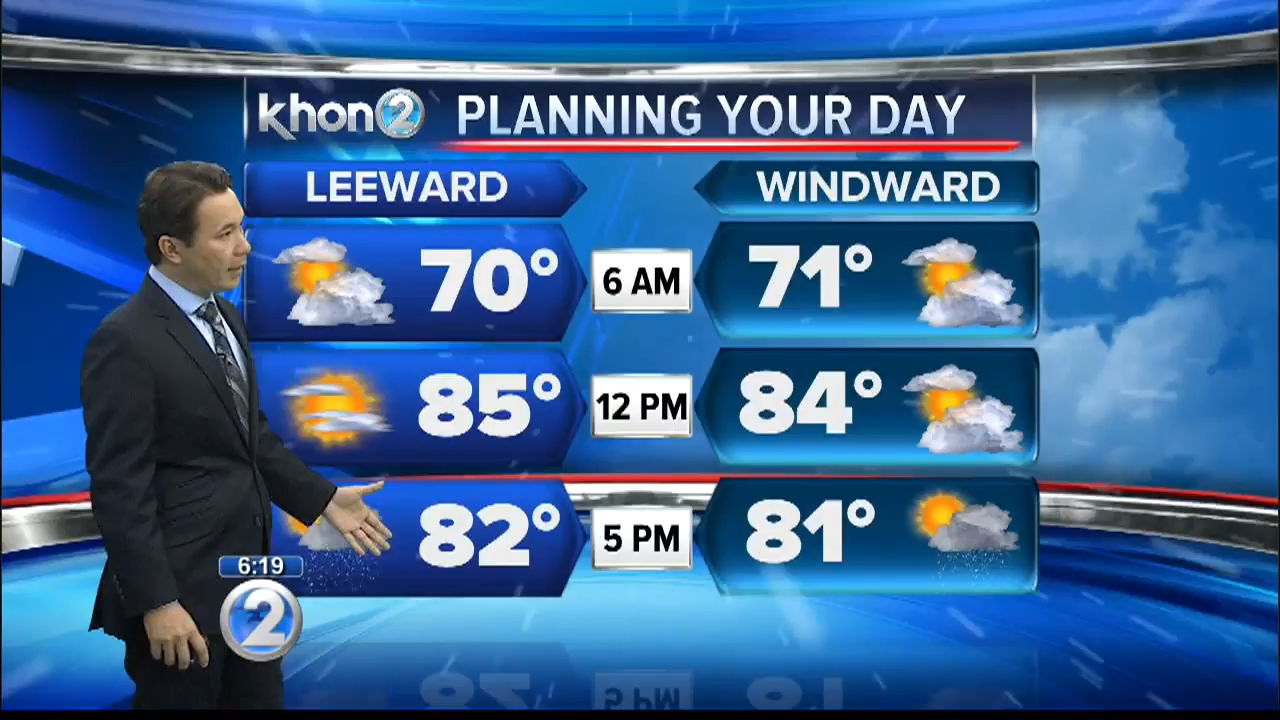 khon2 PLANNING YOUR DAY
LEEWARD WINDWARD
70° 6 AM 71°
85° 12 PM 84°
82° 5 PM 81°
6:19
2